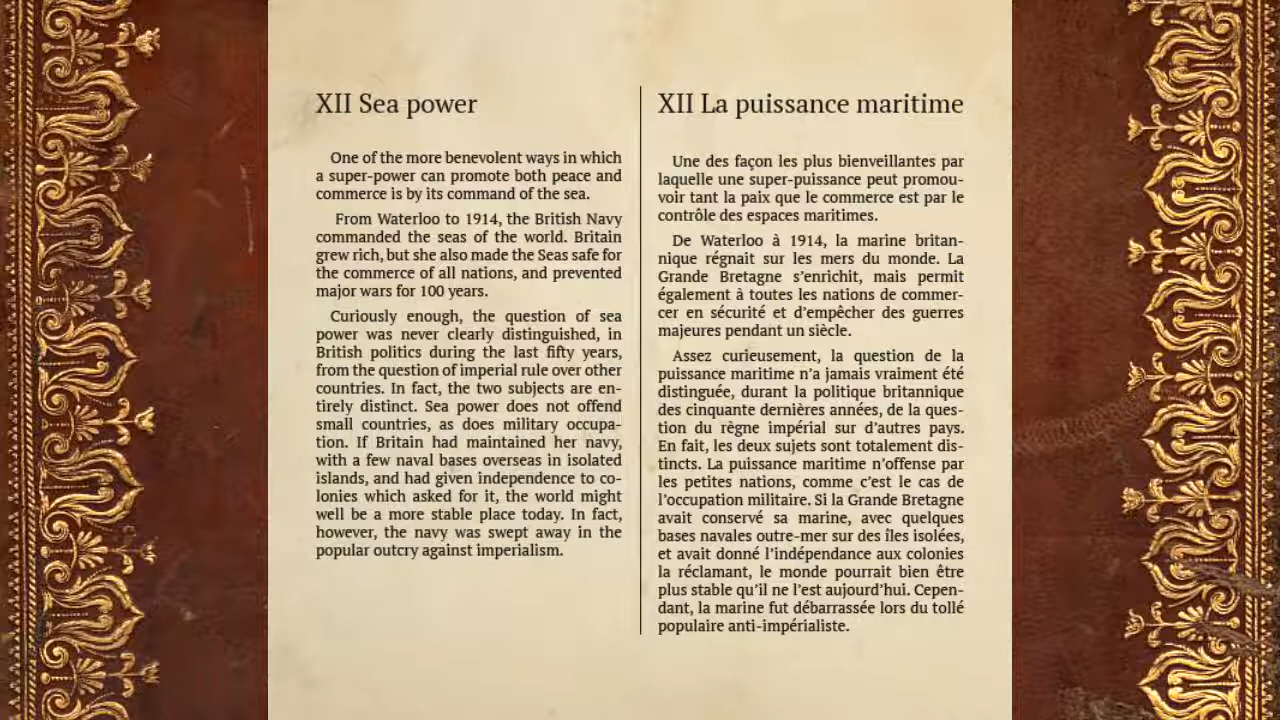 XII Sea power
One of the more benevolent ways in which
a super-power can promote both peace and
commerce is by its command of the sea.
From Waterloo to 1914, the British Navy
commanded the seas of the world. Britain
grew rich, but she also made the Seas safe for
the commerce of all nations, and prevented
major wars for 100 years.
Curiously enough, the question of sea
power was never clearly distinguished, in
British politics during the last fifty years,
from the question of imperial rule over other
countries. In fact, the two subjects are en-
tirely distinct. Sea power does not offend
small countries, as does military occupa-
tion. If Britain had maintained her navy,
with a few naval bases overseas in isolated
islands, and had given independence to co-
lonies which asked for it, the world might
well be a more stable place today. In fact,
however, the navy was swept away in the
popular outcry against imperialism.
XII La puissance maritime
Une des façon les plus bienveillantes par
laquelle une super-puissance peut promou-
voir tant la paix que le commerce est par le
contrôle des espaces maritimes.
De Waterloo à 1914, la marine britan-
nique régnait sur les mers du monde. La
Grande Bretagne s'enrichit, mais permit
également à toutes les nations de commer-
cer en sécurité et d'empêcher des guerres
majeures pendant un siècle.
Assez curieusement, la question de la
puissance maritime n'a jamais vraiment été
distinguée, durant la politique britannique
des cinquante dernières années, de la ques-
tion du règne impérial sur d'autres pays.
En fait, les deux sujets sont totalement dis-
tincts. La puissance maritime n'offense par
les petites nations, comme c'est le cas de
l'occupation militaire. Si la Grande Bretagne
avait conservé sa marine, avec quelques
bases navales outre-mer sur des îles isolées,
et avait donné l'indépendance aux colonies
la réclamant, le monde pourrait bien être
plus stable qu'il ne l'est aujourd'hui. Cepen-
dant, la marine fut débarrassée lors du tollé
populaire anti-impérialiste.